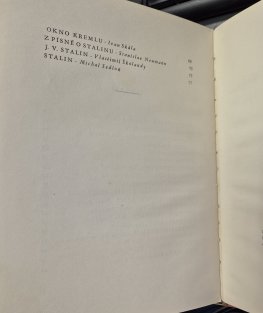 OKNO KREMLU · Ivan Skála
Z PÍSNĚ O STALINU · Stanislav Neumann
J. V. STALIN · Vlastimil Školaudy
STALIN · Michal Sedloň